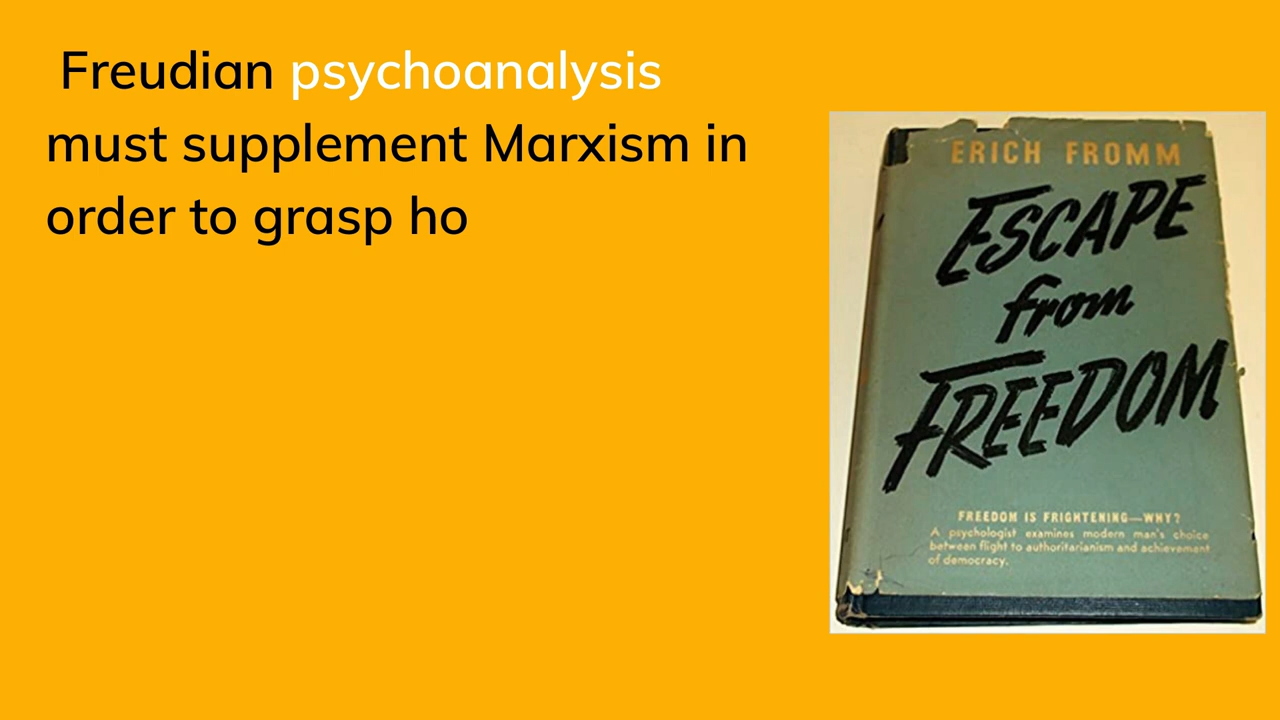 Freudian psychoanalysis
must supplement Marxism in
order to grasp ho
ERICH FROMM
ESCAPE
from
FREEDOM
FREEDOM IS FRIGHTENING—WHY?
A psychologist examines modern man's choice
between flight to authoritarianism and achievement
of democracy.